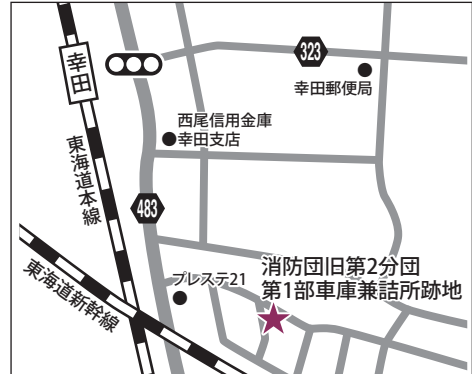 幸田
323
幸田郵便局
西尾信用金庫
幸田支店
東海道本線
483
東海道新幹線
プレステ21
消防団旧第2分団
第1部車庫兼詰所跡地